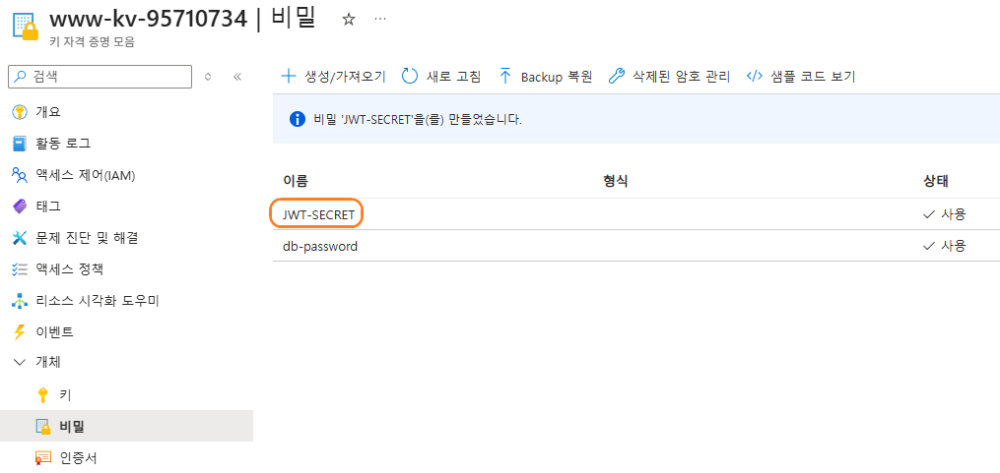 www-kv-95710734 | 비밀
키 자격 증명 모음
검색
생성/가져오기 새로 고침 Backup 복원 삭제된 암호 관리 샘플 코드 보기
비밀 'JWT-SECRET'을(를) 만들었습니다.
개요
활동 로그
액세스 제어(IAM)
태그
문제 진단 및 해결
액세스 정책
리소스 시각화 도우미
이벤트
개체
키
비밀
인증서
이름 형식 상태
JWT-SECRET 사용
db-password 사용